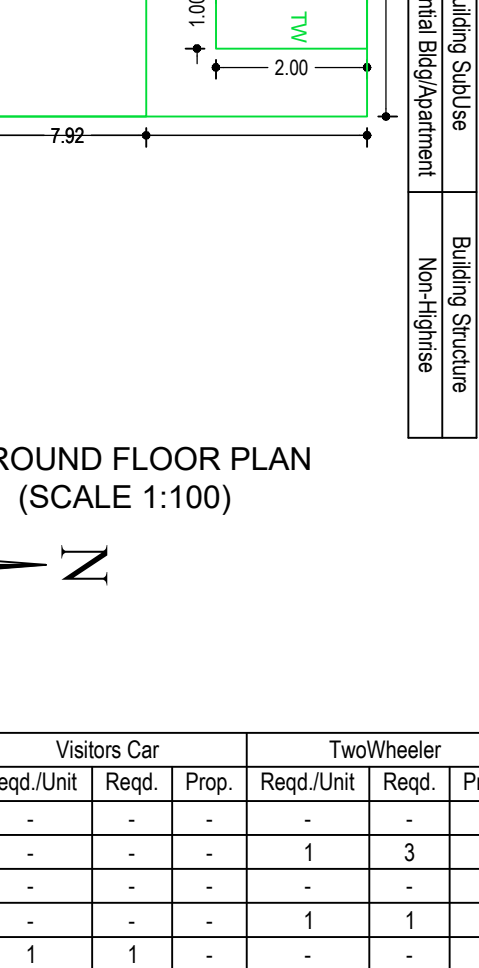 1.00
TW
2.00
7.92
Building SubUse
ntial Bldg/Apartment
Building Structure
Non-Highrise
ROUND FLOOR PLAN
(SCALE 1:100)
N
Visitors Car TwoWheeler
eqd./Unit Reqd. Prop. Reqd./Unit Reqd. Pr
- - - - -
- - - 1 3
- - - - -
- - - 1 1
1 1 - - -